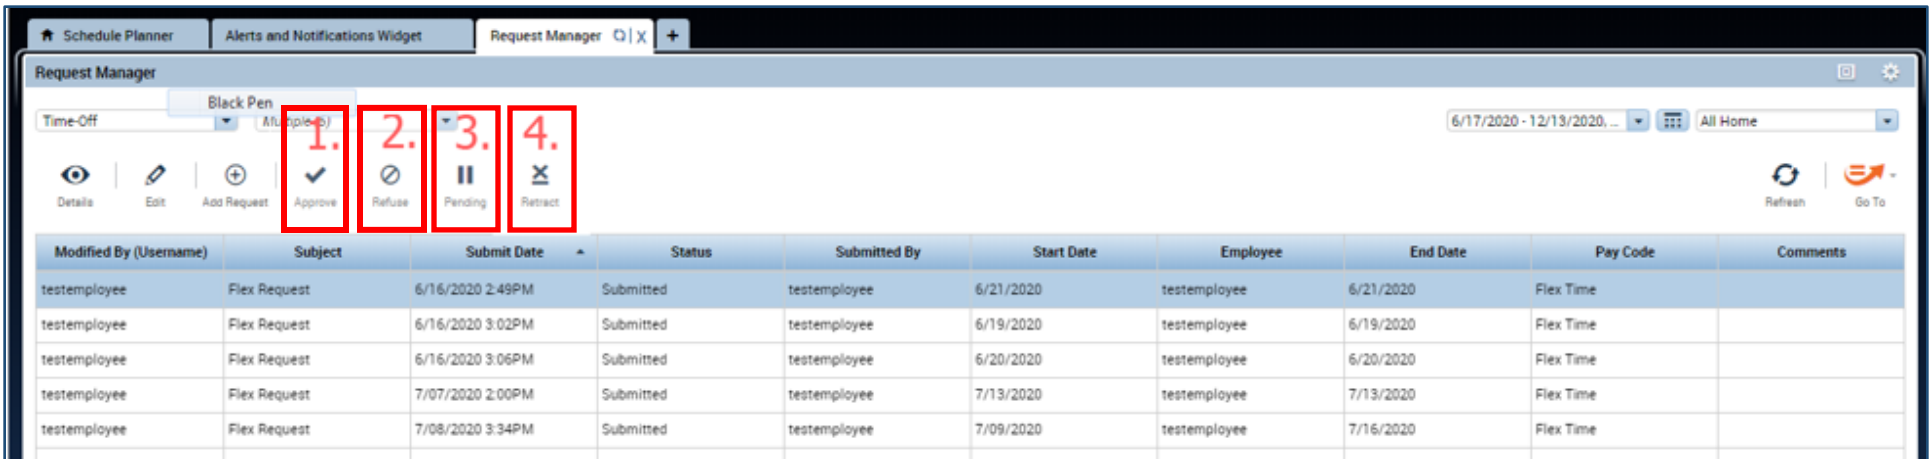 Schedule Planner Alerts and Notifications Widget Request Manager X +
Request Manager
Black Pen
Time-Off Multiple 6/17/2020 - 12/13/2020, ... All Home
1. 2. 3. 4.
Details Edit Add Request Approve Refuse Pending Retract Refresh Go To
Modified By (Username) Subject Submit Date Status Submitted By Start Date Employee End Date Pay Code Comments
testemployee Flex Request 6/16/2020 2:49PM Submitted testemployee 6/21/2020 testemployee 6/21/2020 Flex Time
testemployee Flex Request 6/16/2020 3:02PM Submitted testemployee 6/19/2020 testemployee 6/19/2020 Flex Time
testemployee Flex Request 6/16/2020 3:06PM Submitted testemployee 6/20/2020 testemployee 6/20/2020 Flex Time
testemployee Flex Request 7/07/2020 2:00PM Submitted testemployee 7/13/2020 testemployee 7/13/2020 Flex Time
testemployee Flex Request 7/08/2020 3:34PM Submitted testemployee 7/09/2020 testemployee 7/16/2020 Flex Time